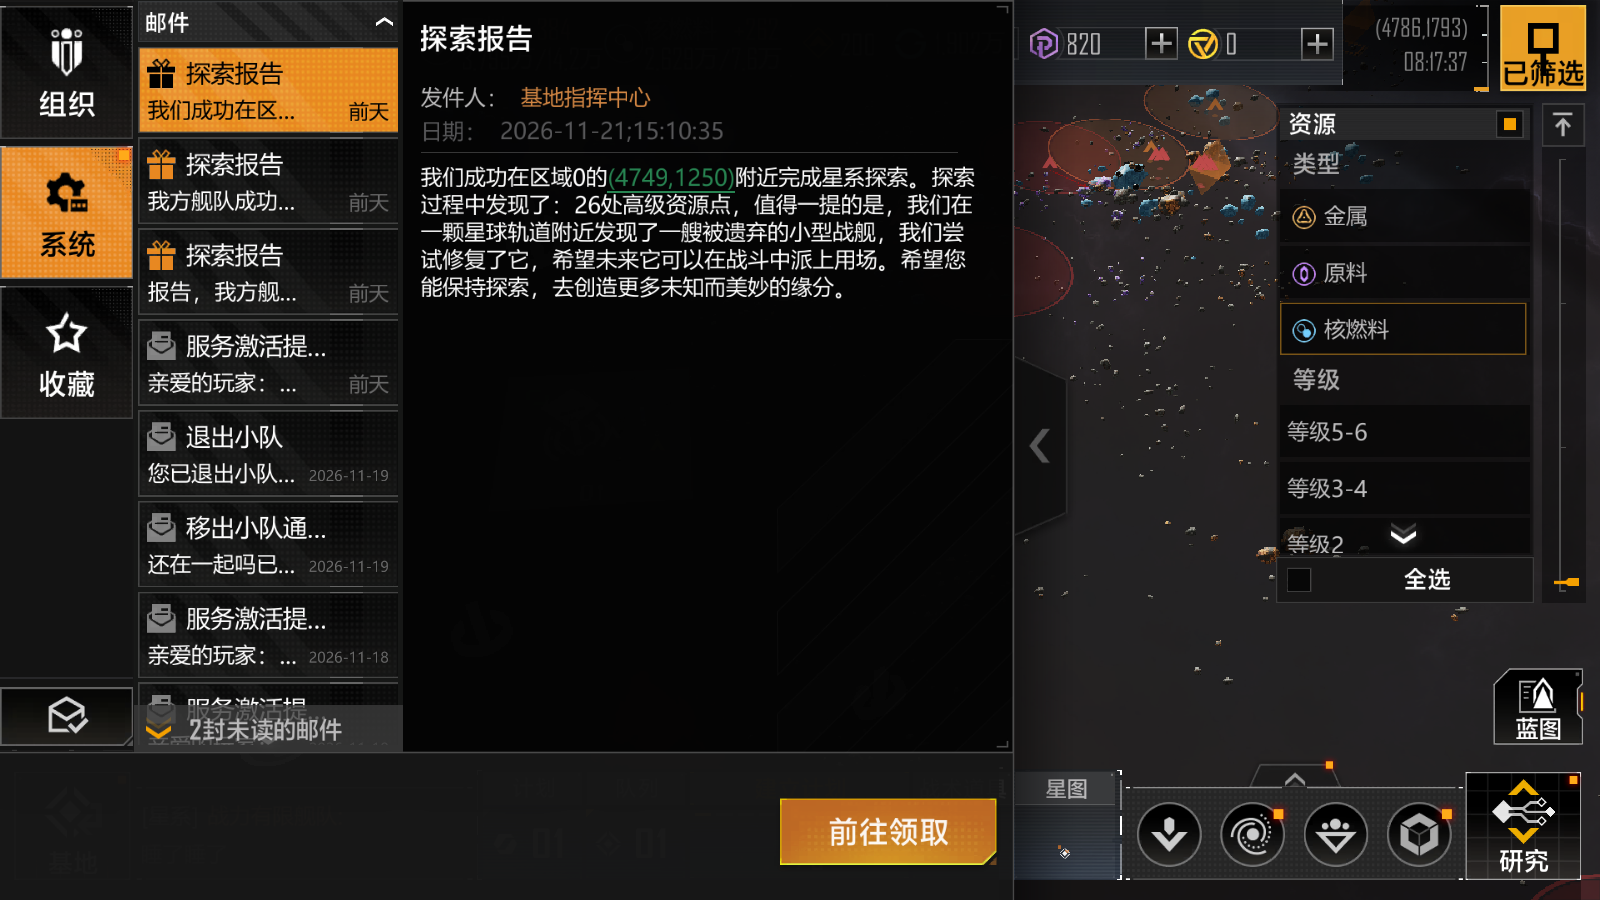 组织
系统
收藏
邮件
探索报告
我们成功在区... 前天
探索报告
我方舰队成功... 前天
探索报告
报告，我方舰... 前天
服务激活提...
亲爱的玩家：... 前天
退出小队
您已退出小队... 2026-11-19
移出小队通...
还在一起吗已... 2026-11-19
服务激活提...
亲爱的玩家：... 2026-11-18
服务激活提...
2封未读的邮件
探索报告
发件人： 基地指挥中心
日期： 2026-11-21;15:10:35
我们成功在区域0的(4749,1250)附近完成星系探索。探索
过程中发现了：26处高级资源点，值得一提的是，我们在
一颗星球轨道附近发现了一艘被遗弃的小型战舰，我们尝
试修复了它，希望未来它可以在战斗中派上用场。希望您
能保持探索，去创造更多未知而美妙的缘分。
前往领取
820
0
(4786,1793)
08:17:37
已筛选
资源
类型
金属
原料
核燃料
等级
等级5-6
等级3-4
等级2
全选
蓝图
星图
研究